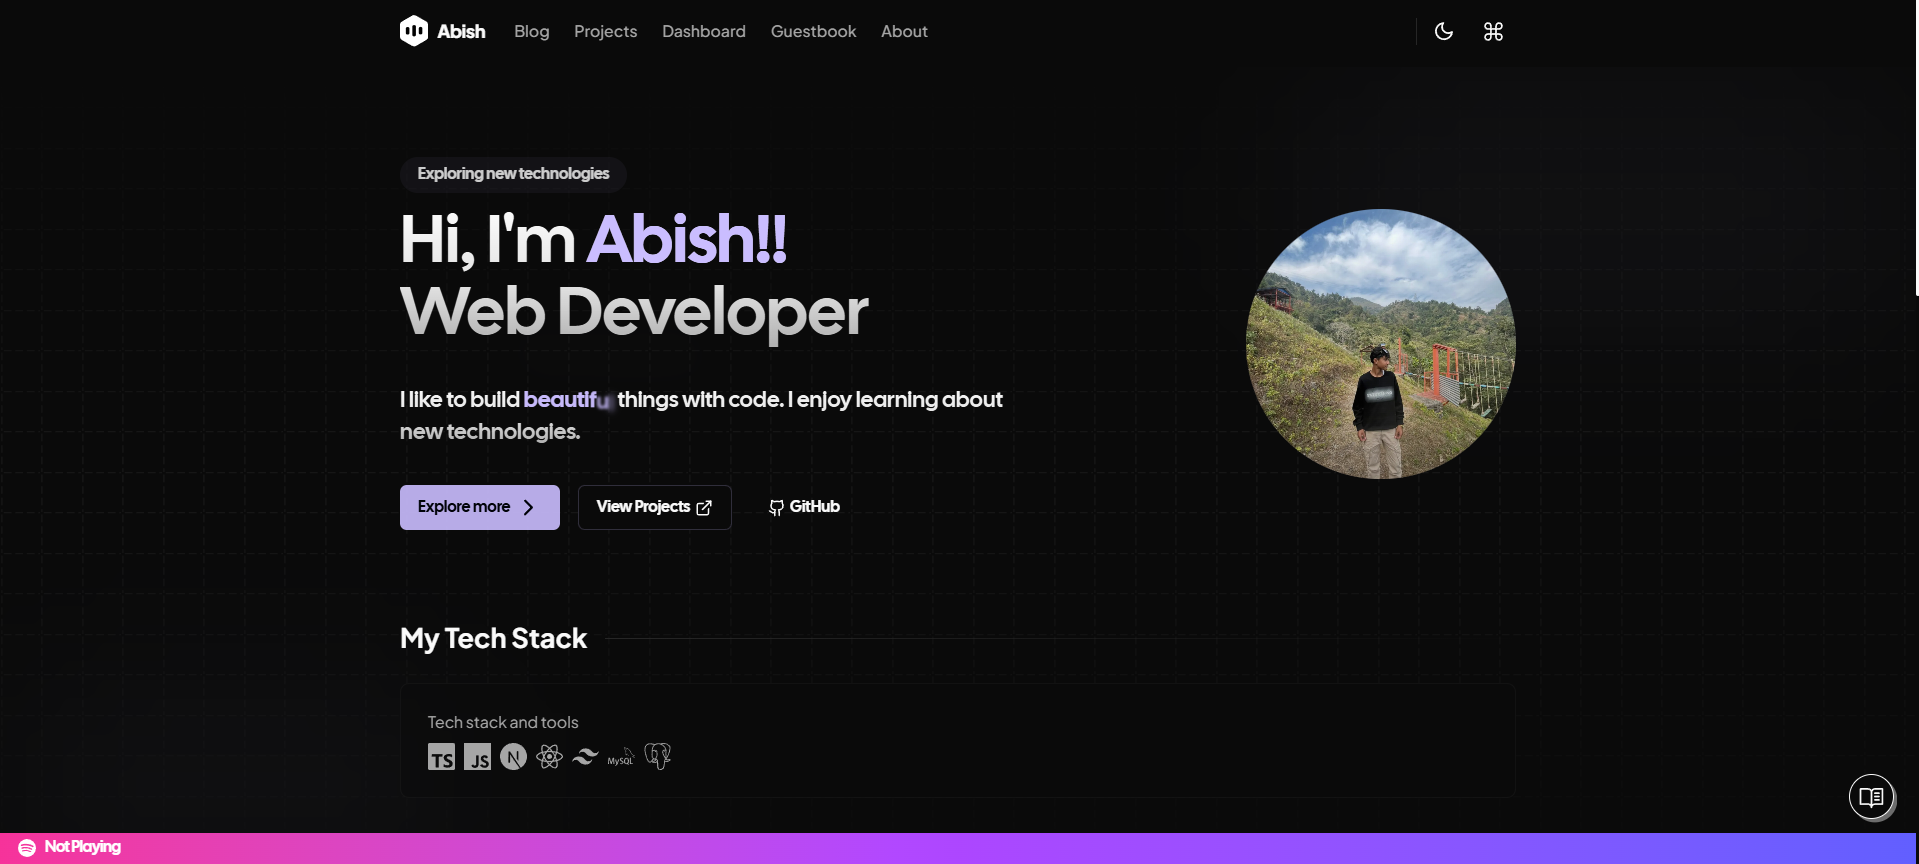 Abish
Blog Projects Dashboard Guestbook About
Exploring new technologies
Hi, I'm Abish!!
Web Developer
I like to build beautifu things with code. I enjoy learning about
new technologies.
Explore more
View Projects
GitHub
My Tech Stack
Tech stack and tools
TS JS N MySQL
Not Playing